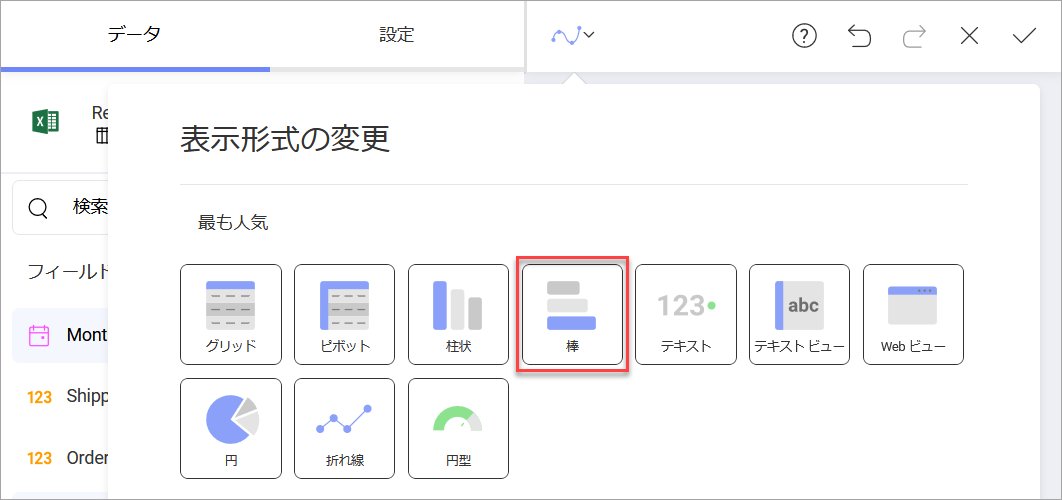 データ 設定
Re
検索
フィールド
Mont
123 Shipp
123 Order
表示形式の変更
最も人気
グリッド ピボット 柱状 棒 123 テキスト abc テキスト ビュー Web ビュー
円 折れ線 円型